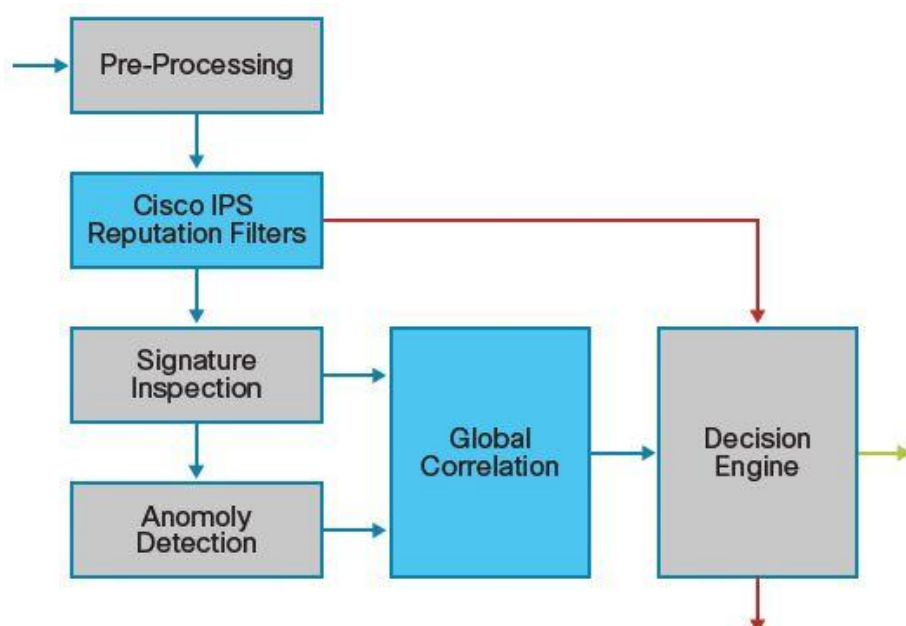 Pre-Processing
Cisco IPS
Reputation Filters
Signature
Inspection
Global
Correlation
Decision
Engine
Anomoly
Detection